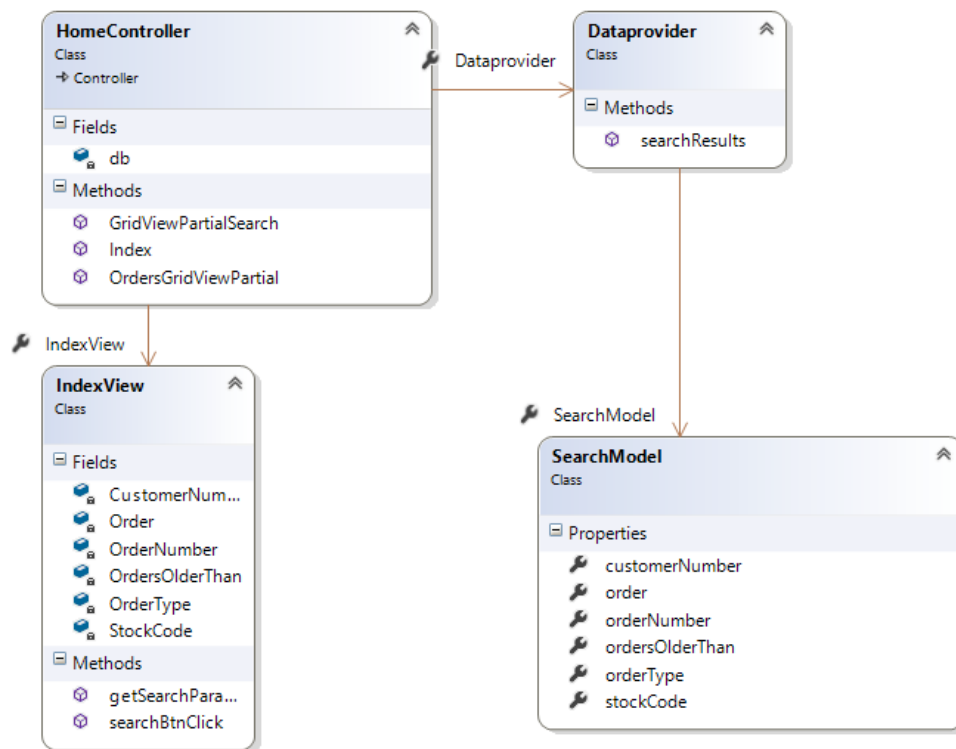 HomeController
Class
Controller
Fields
db
Methods
GridViewPartialSearch
Index
OrdersGridViewPartial
Dataprovider
Dataprovider
Class
Methods
searchResults
IndexView
IndexView
Class
Fields
CustomerNum...
Order
OrderNumber
OrdersOlderThan
OrderType
StockCode
Methods
getSearchPara...
searchBtnClick
SearchModel
SearchModel
Class
Properties
customerNumber
order
orderNumber
ordersOlderThan
orderType
stockCode